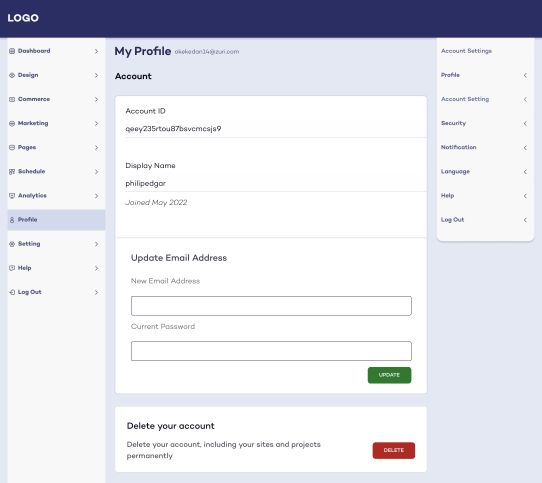 LOGO
Dashboard
Design
Commerce
Marketing
Pages
Schedule
Analytics
Profile
Setting
Help
Log Out
My Profile okekedan14@zuri.com
Account
Account ID
qeey235rtou87bsvcmcsjs9
Display Name
philipedgar
Joined May 2022
Update Email Address
New Email Address
Current Password
UPDATE
Delete your account
Delete your account, including your sites and projects
permanently
DELETE
Account Settings
Profile
Account Setting
Security
Notification
Language
Help
Log Out